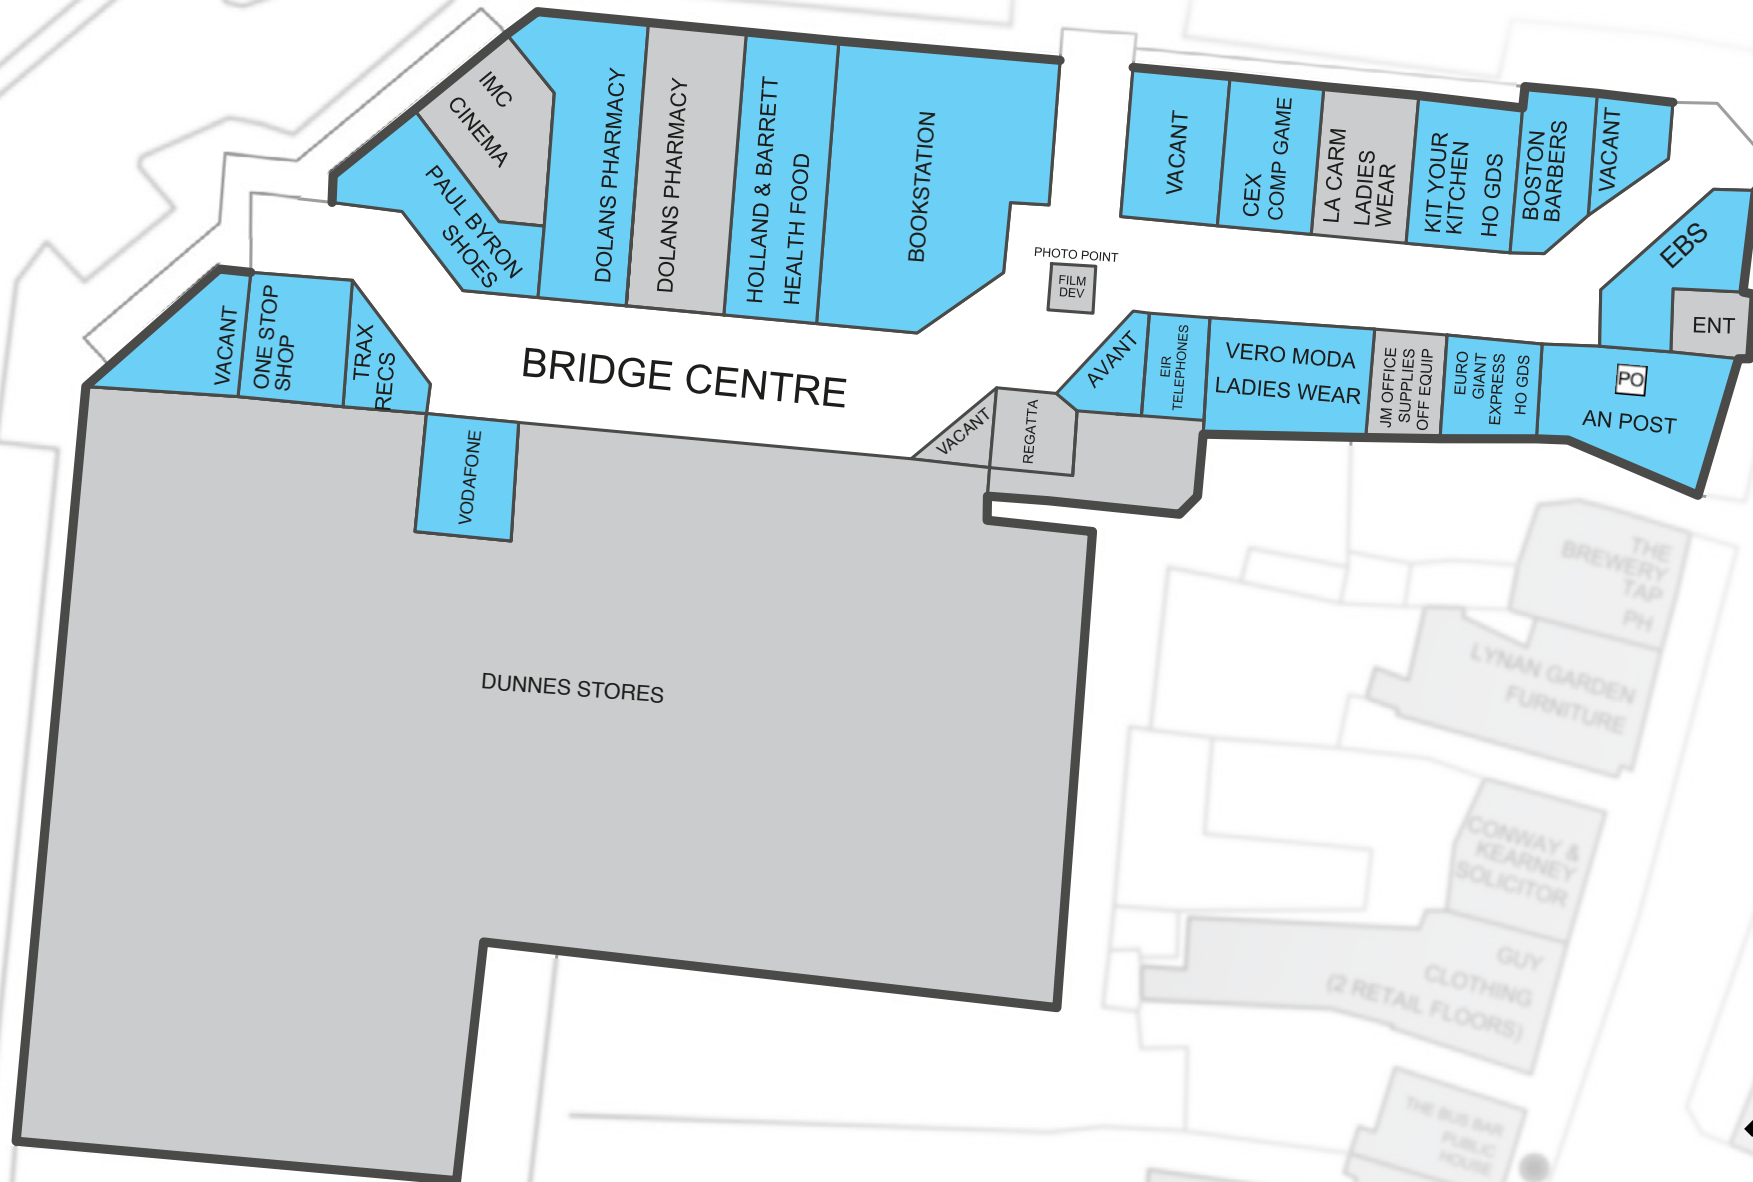 IMC
CINEMA
PAUL BYRON
SHOES
DOLANS PHARMACY
DOLANS PHARMACY
HOLLAND & BARRETT
HEALTH FOOD
BOOKSTATION
VACANT
CEX
COMP GAME
LA CARM
LADIES
WEAR
KIT YOUR
KITCHEN
HO GDS
BOSTON
BARBERS
VACANT
EBS
ENT
PHOTO POINT
FILM
DEV
VACANT
ONE STOP
SHOP
TRAX
RECS
BRIDGE CENTRE
VODAFONE
VACANT
REGATTA
AVANT
EIR
TELEPHONES
VERO MODA
LADIES WEAR
JM OFFICE
SUPPLIES
OFF EQUIP
EURO
GIANT
EXPRESS
HO GDS
PO
AN POST
DUNNES STORES
THE
BREWERY
TAP
PH
LYNAN GARDEN
FURNITURE
CONWAY &
KEARNEY
SOLICITOR
GUY
CLOTHING
(2 RETAIL FLOORS)
THE BUS BAR
PUBLIC
HOUSE